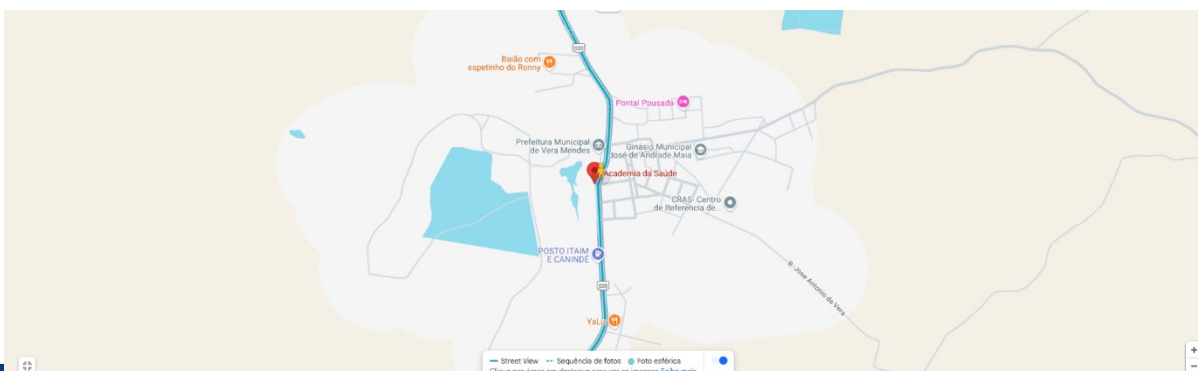 020
Baião com
espetinho do Ronny
Pontal Pousada
Prefeitura Municipal
de Vera Mendes
Ginásio Municipal
José de Andrade Maia
Academia da Saúde
CRAS- Centro
de Referência de...
POSTO ITAIM
E CANINDÉ
R. José Antonio da Vera
020
Street View
Sequência de fotos
Foto esférica